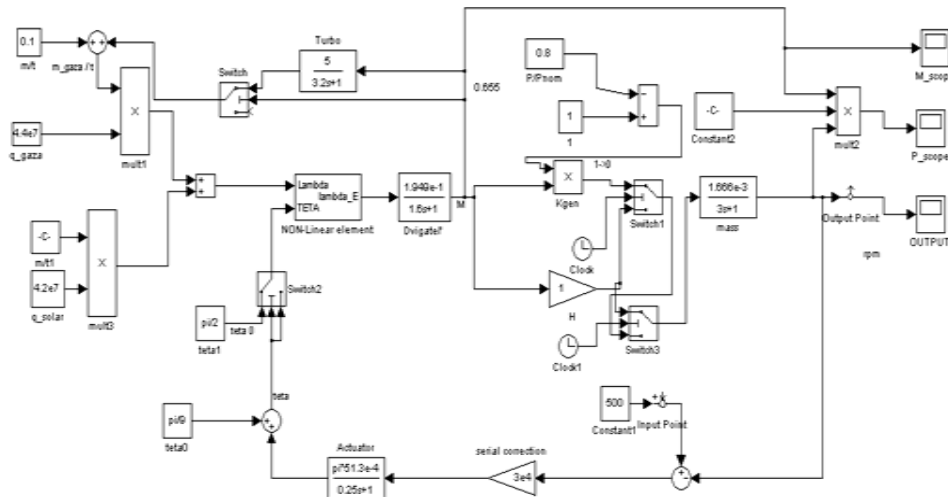 Turbo
0.1
m/t
m_gaza /t
Switch
5
3.2s+1
0.655
0.8
P/Pnom
1
1
-C-
Constant2
M_scop
mult2
P_scope
4.4e7
q_gaza
mult1
Lambda
lambda_E
TETA
NON-Linear element
1.949e-1
1.6s+1
M
Dvigatel'
Kgen
1->0
Switch1
1.666e-3
3s+1
mass
Output Point
OUTPUT
rpm
-C-
m/t1
4.2e7
q_solar
mult3
Clock
1
H
Clock1
Switch3
Switch2
pi/2
teta1
teta 0
teta
pi/9
teta0
500
Constant1
Input Point
Actuator
pi*51.3e-4
0.25s+1
serial correction
3e4